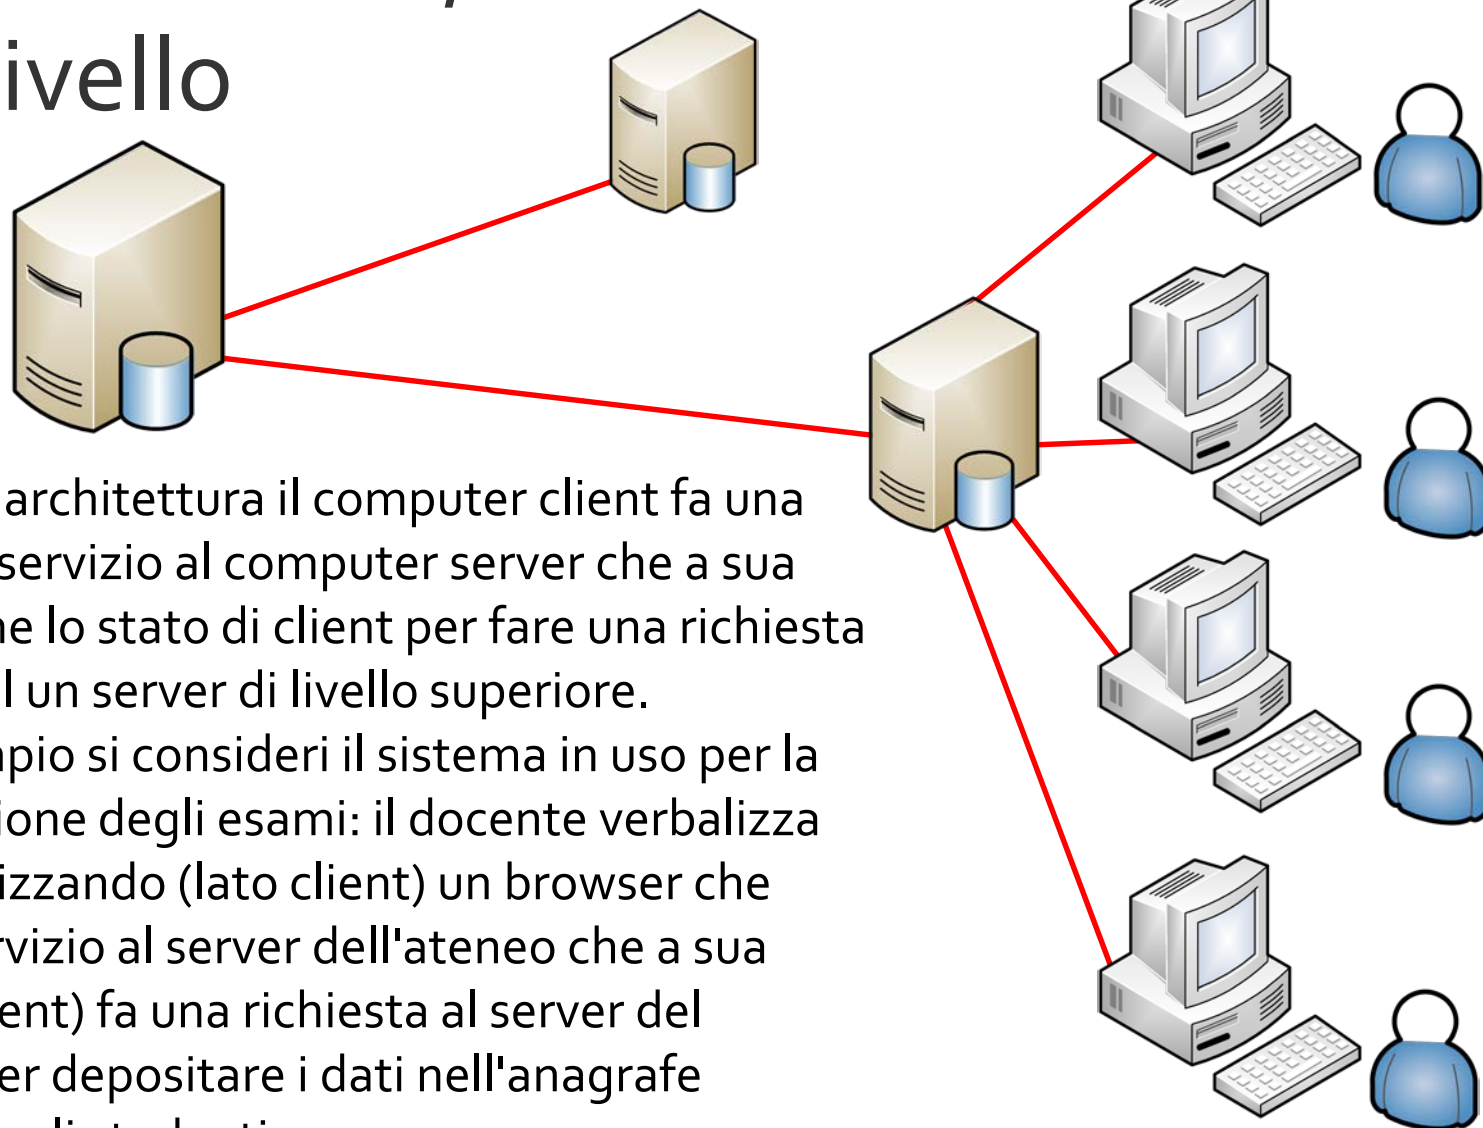 ivello
architettura il computer client fa una
servizio al computer server che a sua
ne lo stato di client per fare una richiesta
l un server di livello superiore.
pio si consideri il sistema in uso per la
ione degli esami: il docente verbalizza
izzando (lato client) un browser che
rvizio al server dell'ateneo che a sua
ent) fa una richiesta al server del
er depositare i dati nell'anagrafe